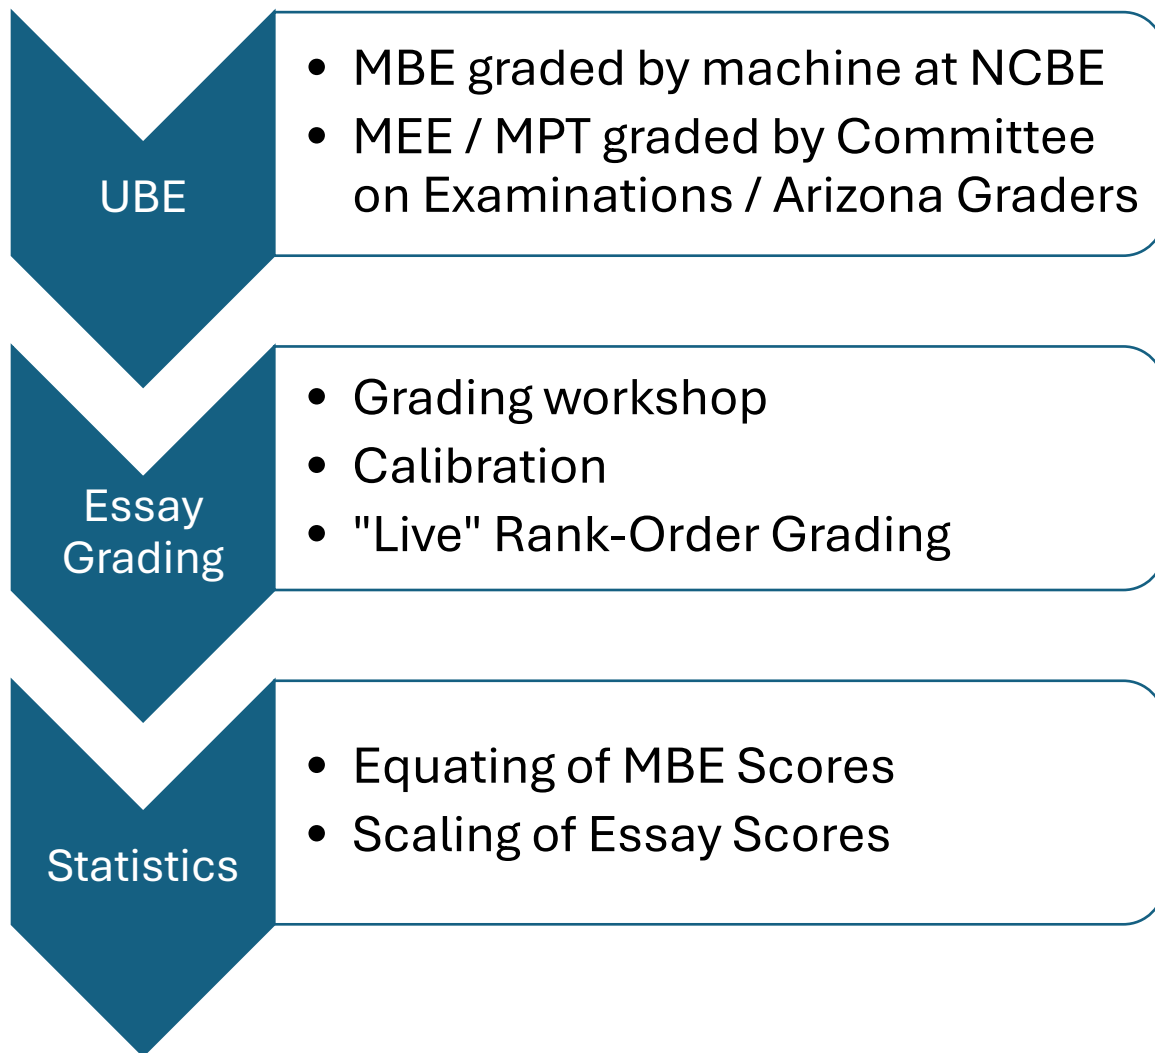 UBE
• MBE graded by machine at NCBE
• MEE / MPT graded by Committee
on Examinations / Arizona Graders
Essay
Grading
• Grading workshop
• Calibration
• "Live" Rank-Order Grading
Statistics
• Equating of MBE Scores
• Scaling of Essay Scores